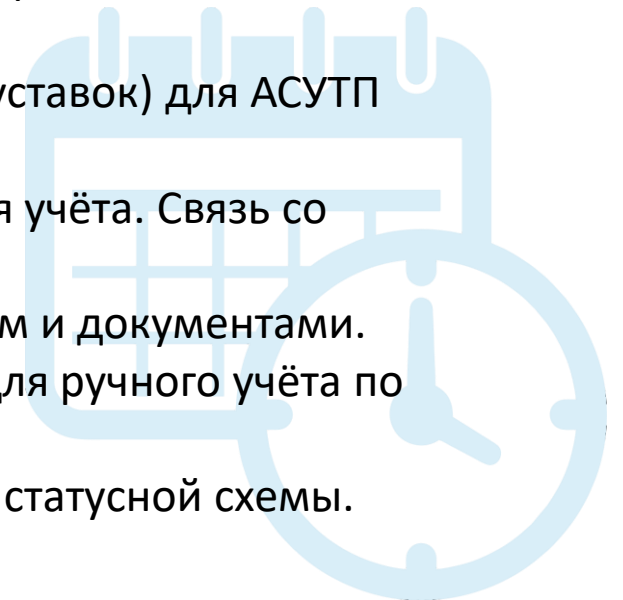 уставок) для АСУТП
я учёта. Связь со
м и документами.
для ручного учёта по
статусной схемы.